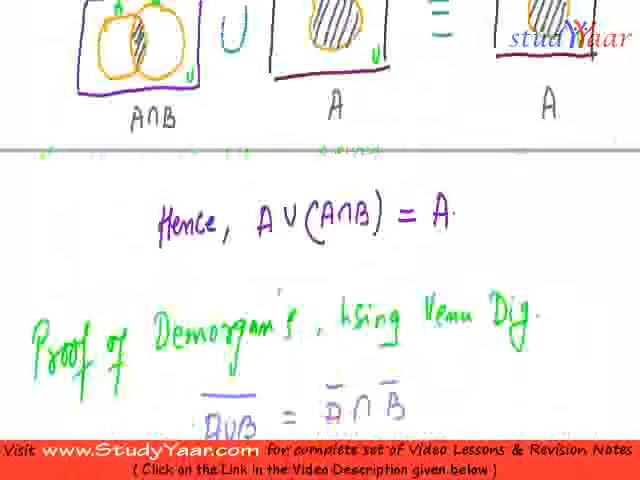 A
U
=
studYYaar
U
U
A∩B
A
A
Hence, A∪(A∩B) = A.
Proof of Demorgan's, using Venn Dig.
A̅∪̅B̅ = A̅ ∩ B̅
Visit www.StudyYaar.com for complete set of Video Lessons & Revision Notes
( Click on the Link in the Video Description given below )